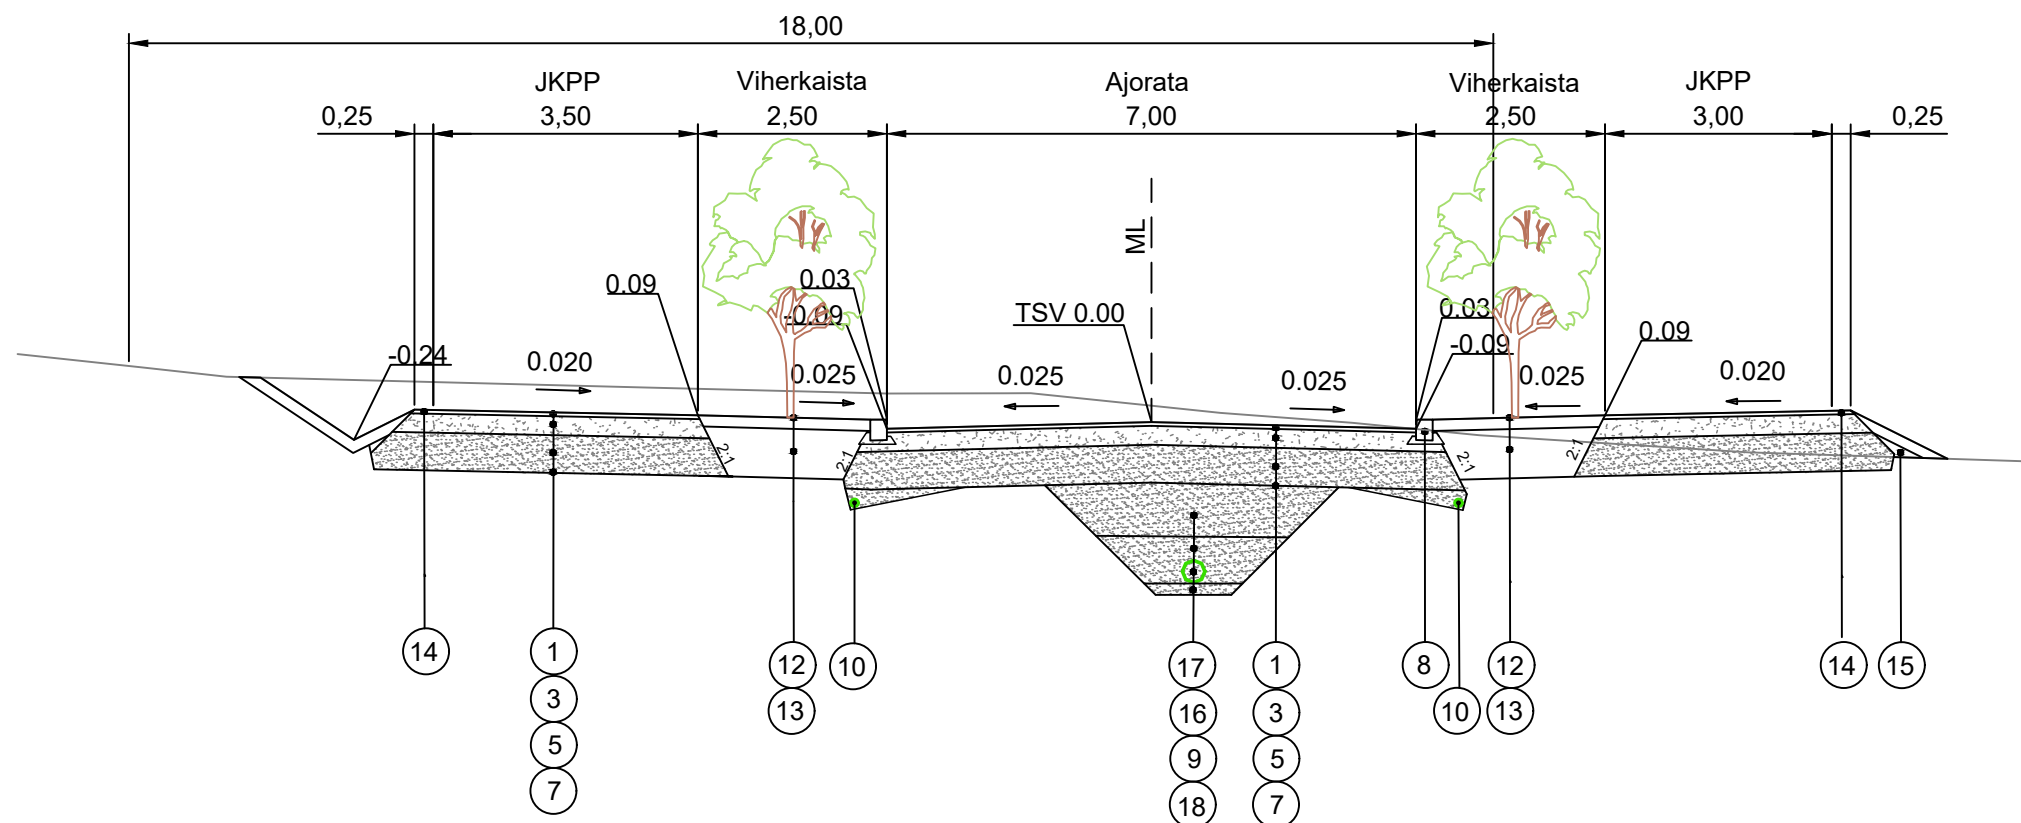 18,00
JKPP Viherkaista Ajorata Viherkaista JKPP
0,25 3,50 2,50 7,00 2,50 3,00 0,25
ML
0.09 0.03 0.03
-0.09 TSV 0.00 -0.09 0.09
-0.24 0.020 0.025 0.025 0.025 0.025 0.020
2:1 2:1 2:1 2:1
14 1 12 10 17 1 8 12 14 15
3 13 16 3 10 13
5 9 5
7 18 7